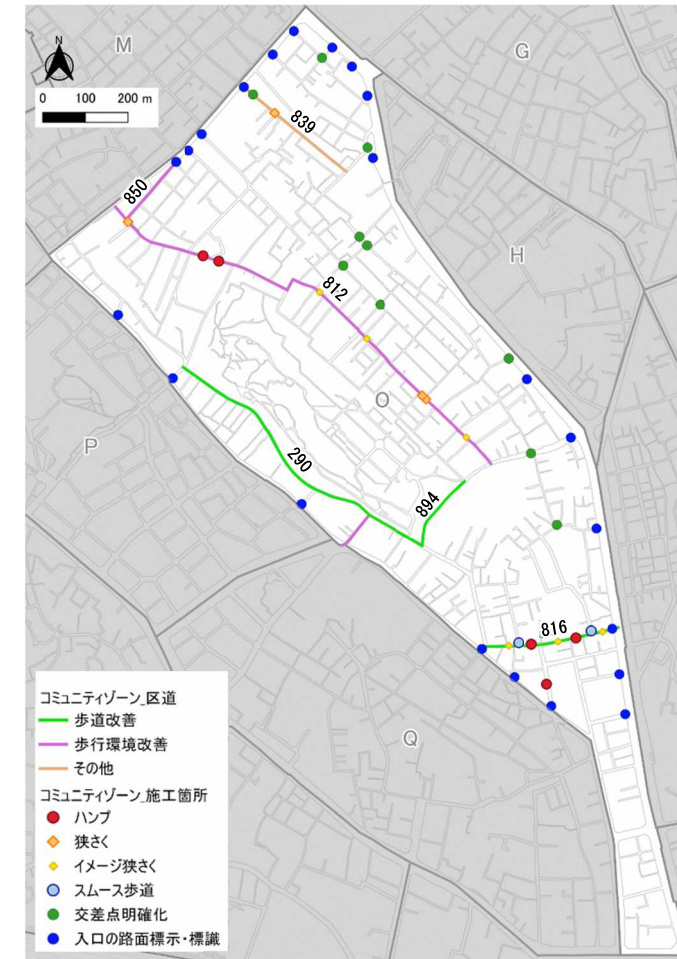 M
G
N
0 100 200 m
839
850
H
812
O
P
290
894
816
Q
コミュニティゾーン_区道
歩道改善
歩行環境改善
その他
コミュニティゾーン_施工箇所
ハンプ
狭さく
イメージ狭さく
スムース歩道
交差点明確化
入口の路面標示・標識